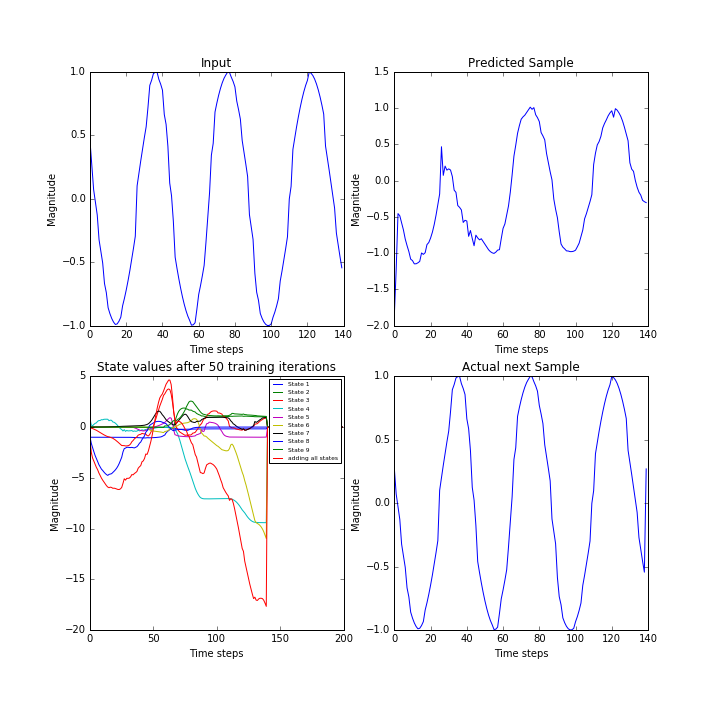 Input
1.0
0.5
0.0
−0.5
−1.0
Magnitude
0 20 40 60 80 100 120 140
Time steps
Predicted Sample
1.5
1.0
0.5
0.0
−0.5
−1.0
−1.5
−2.0
Magnitude
0 20 40 60 80 100 120 140
Time steps
State values after 50 training iterations
5
0
−5
−10
−15
−20
Magnitude
0 50 100 150 200
Time steps
State 1
State 2
State 3
State 4
State 5
State 6
State 7
State 8
State 9
adding all states
Actual next Sample
1.0
0.5
0.0
−0.5
−1.0
Magnitude
0 20 40 60 80 100 120 140
Time steps